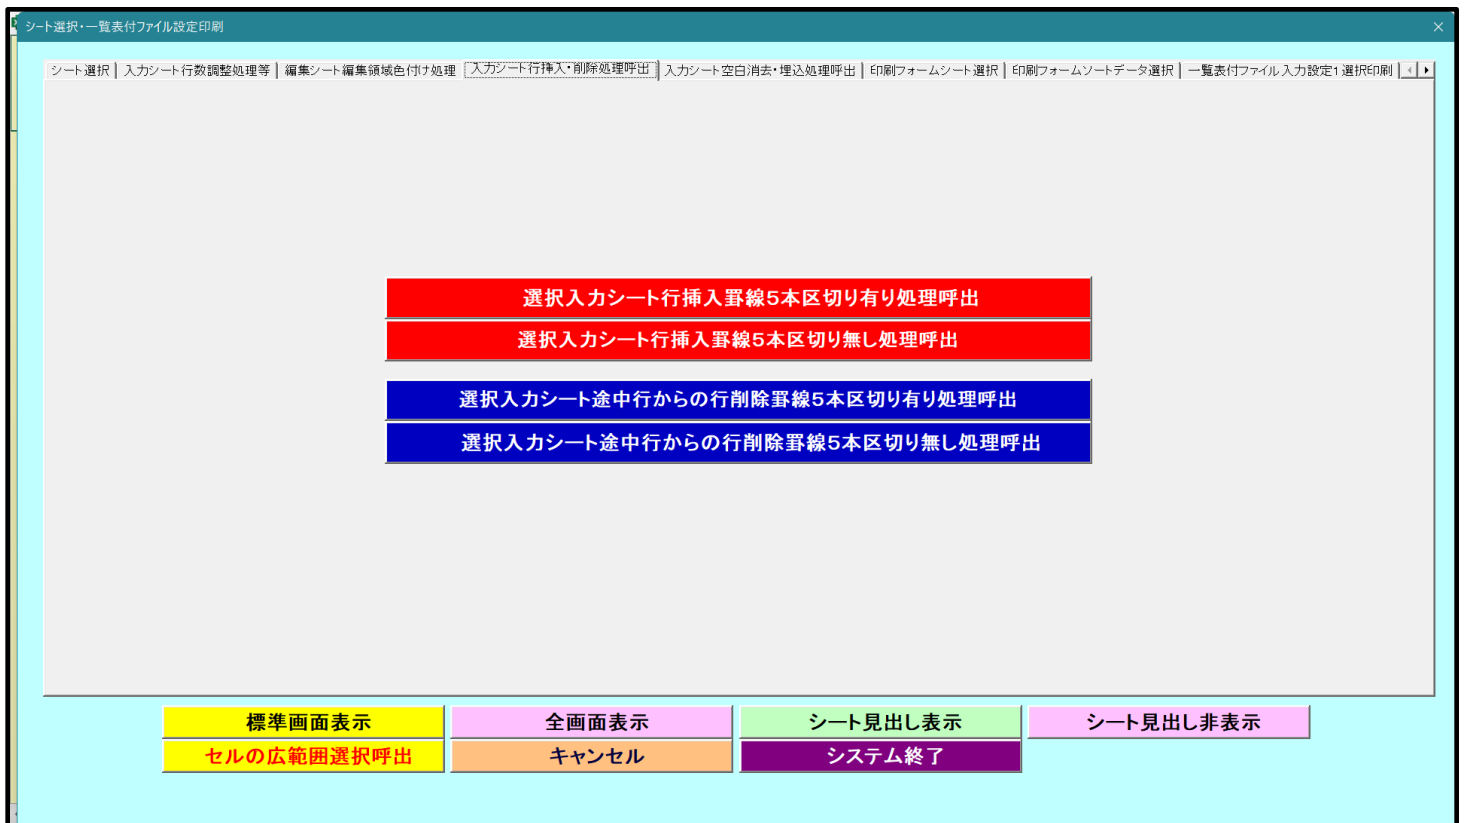 シート選択・一覧表付ファイル設定印刷
シート選択 入力シート行数調整処理等 編集シート編集領域色付け処理 入力シート行挿入・削除処理呼出 入力シート空白消去・埋込処理呼出 印刷フォームシート選択 印刷フォームソートデータ選択 一覧表付ファイル入力設定1選択印刷
選択入力シート行挿入罫線5本区切り有り処理呼出
選択入力シート行挿入罫線5本区切り無し処理呼出
選択入力シート途中行からの行削除罫線5本区切り有り処理呼出
選択入力シート途中行からの行削除罫線5本区切り無し処理呼出
標準画面表示 全画面表示 シート見出し表示 シート見出し非表示
セルの広範囲選択呼出 キャンセル システム終了